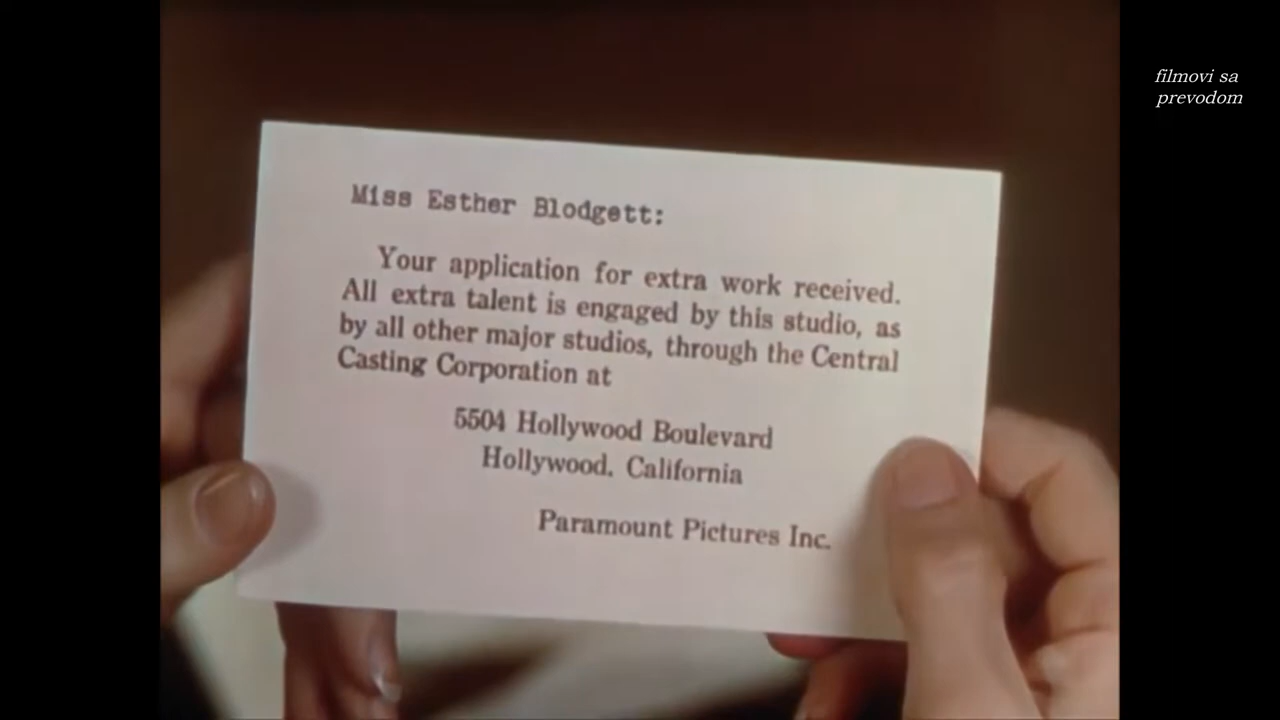 filmovi sa
prevodom
Miss Esther Blodgett:
Your application for extra work received.
All extra talent is engaged by this studio, as
by all other major studios, through the Central
Casting Corporation at
5504 Hollywood Boulevard
Hollywood. California
Paramount Pictures Inc.